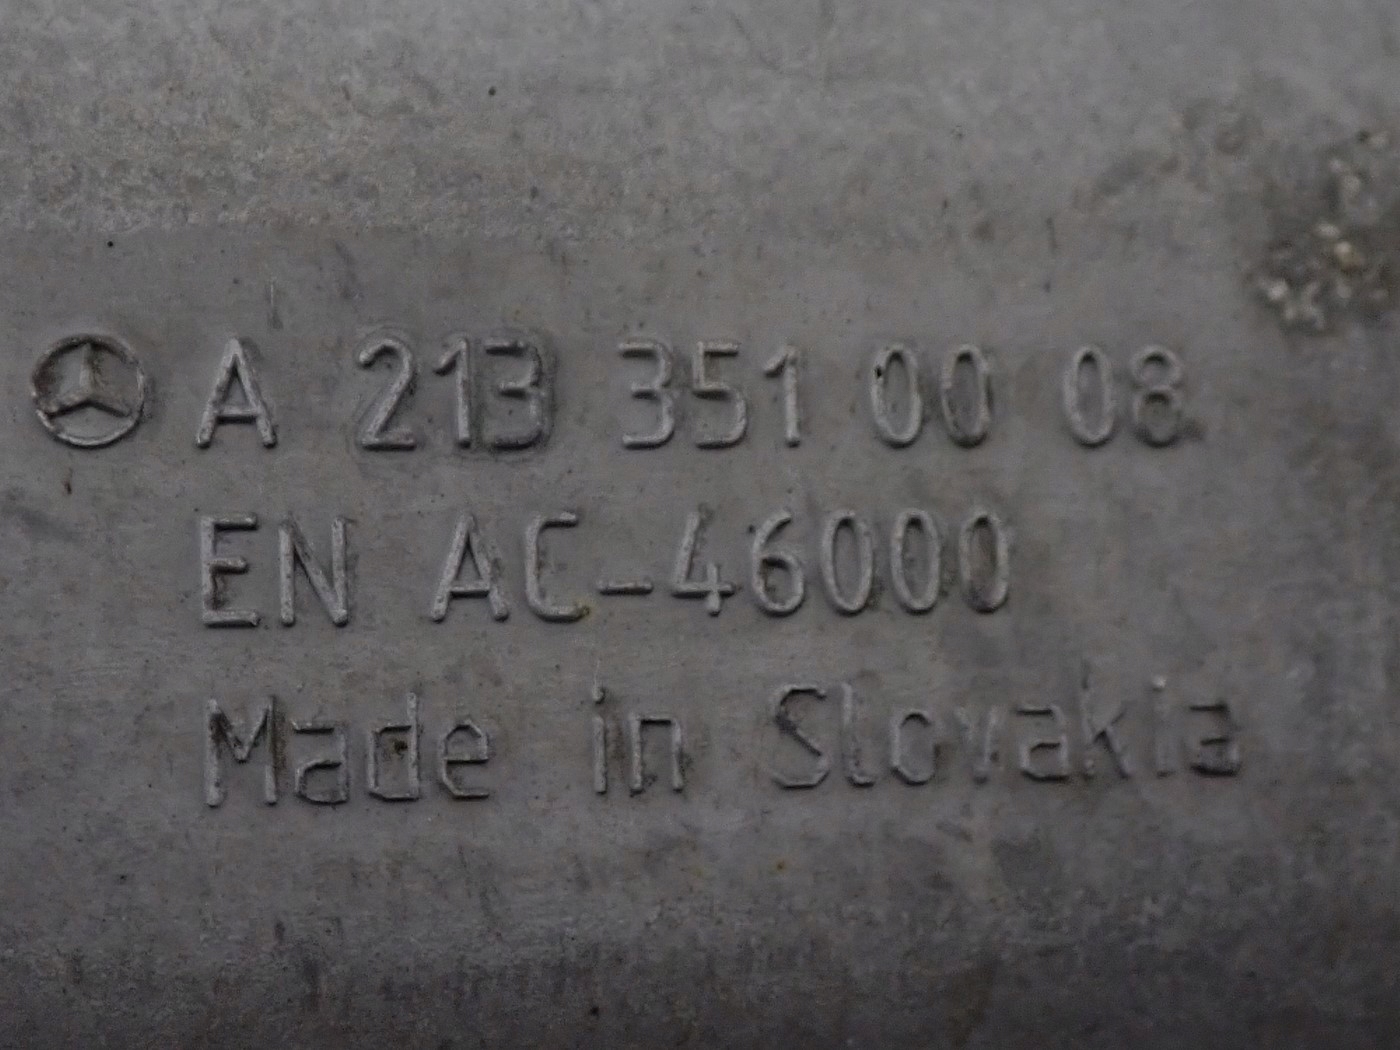 A 213 351 00 08
EN AC-46000
Made in Slovakia